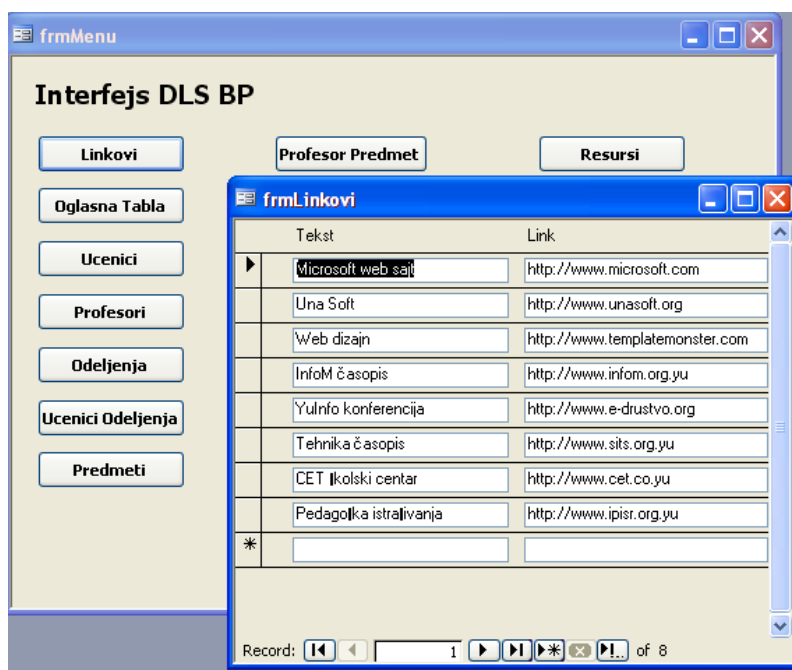 frmMenu
Interfejs DLS BP
Linkovi
Profesor Predmet
Resursi
Oglasna Tabla
Ucenici
Profesori
Odeljenja
Ucenici Odeljenja
Predmeti
frmLinkovi
Tekst Link
Microsoft web sajt http://www.microsoft.com
Una Soft http://www.unasoft.org
Web dizajn http://www.templatemonster.com
InfoM časopis http://www.infom.org.yu
YuInfo konferencija http://www.e-drustvo.org
Tehnika časopis http://www.sits.org.yu
CET centar http://www.cet.co.yu
http://www.ipisr.org.yu
Record: 1 of 8